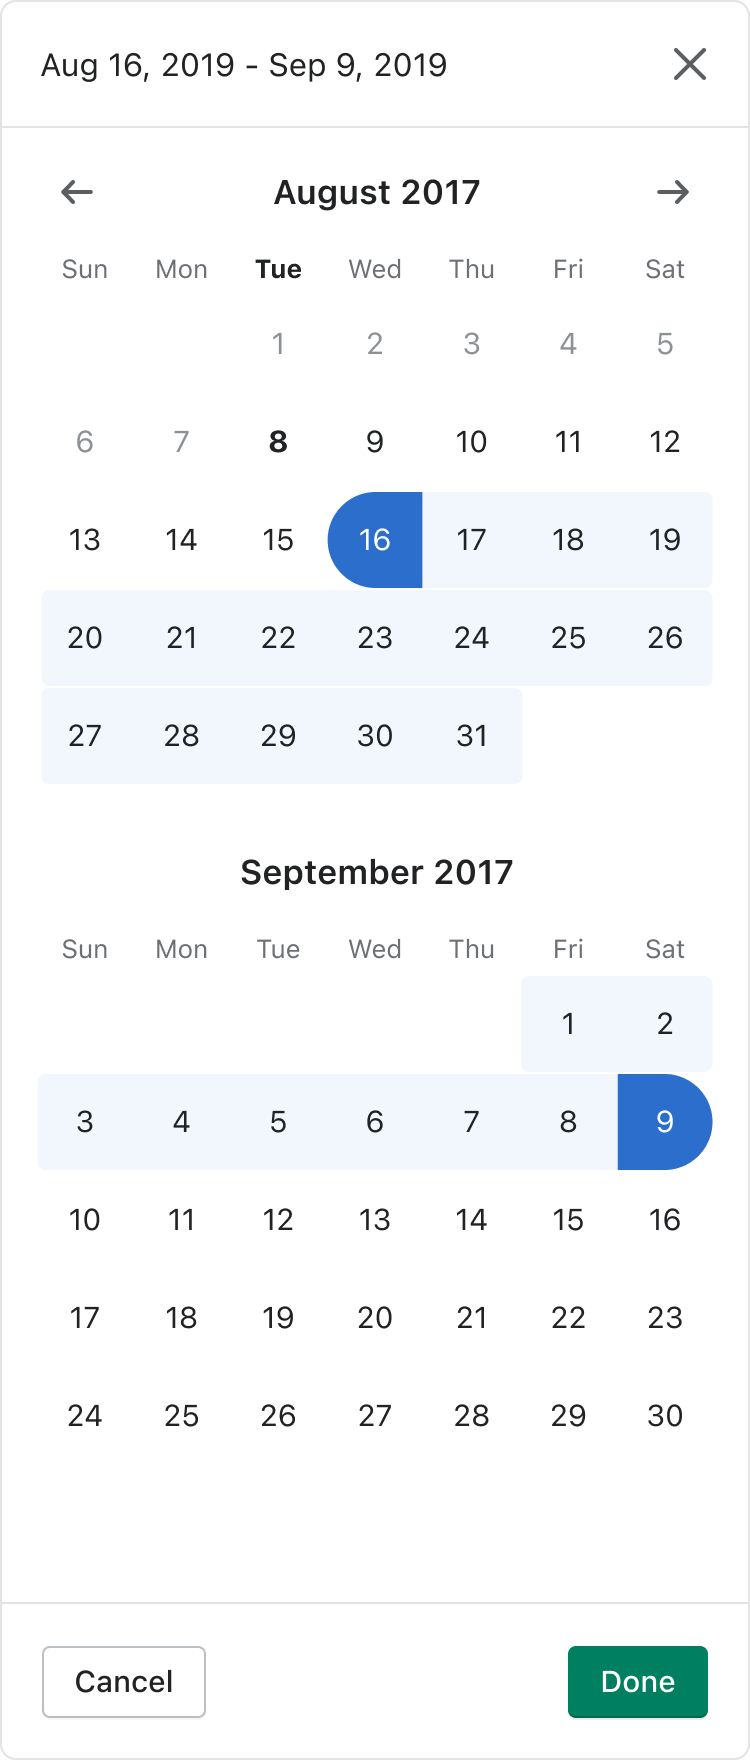 Aug 16, 2019 - Sep 9, 2019
August 2017
Sun Mon Tue Wed Thu Fri Sat
1 2 3 4 5
6 7 8 9 10 11 12
13 14 15 16 17 18 19
20 21 22 23 24 25 26
27 28 29 30 31
September 2017
Sun Mon Tue Wed Thu Fri Sat
1 2
3 4 5 6 7 8 9
10 11 12 13 14 15 16
17 18 19 20 21 22 23
24 25 26 27 28 29 30
Cancel Done